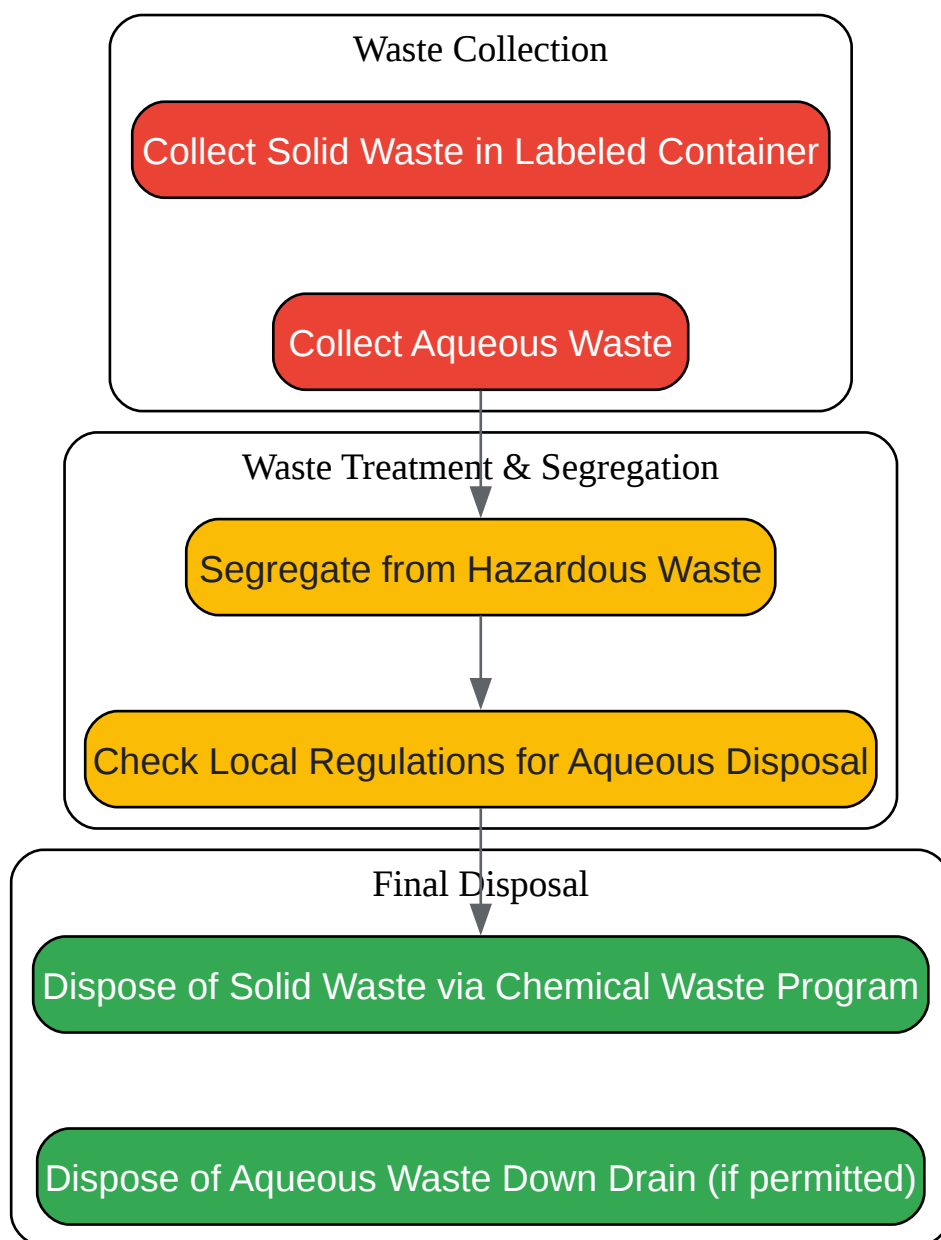 Waste Collection
Collect Solid Waste in Labeled Container
Collect Aqueous Waste
Waste Treatment & Segregation
Segregate from Hazardous Waste
Check Local Regulations for Aqueous Disposal
Final Disposal
Dispose of Solid Waste via Chemical Waste Program
Dispose of Aqueous Waste Down Drain (if permitted)